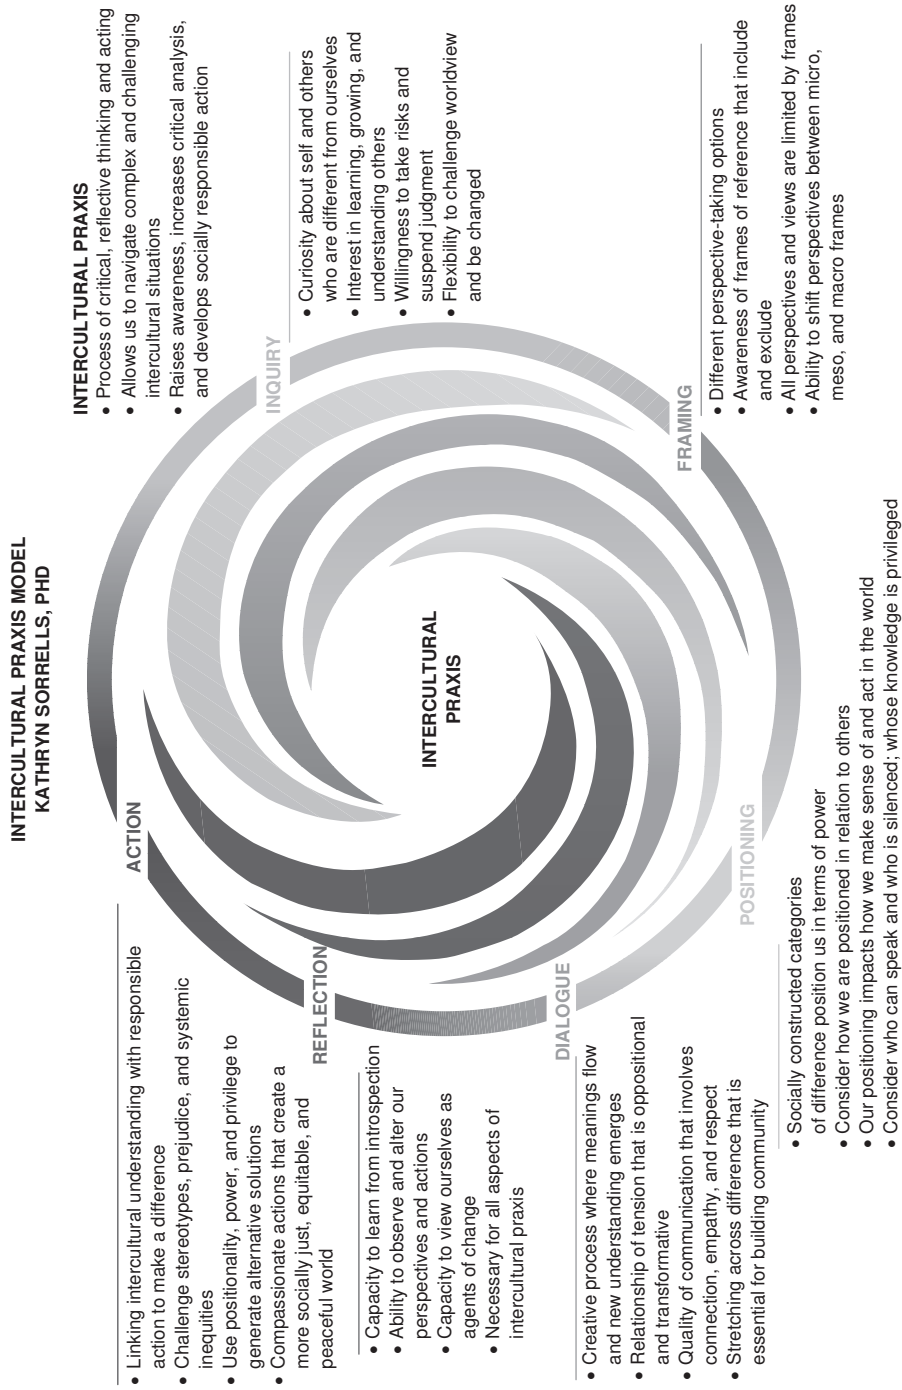 INTERCULTURAL PRAXIS MODEL
KATHRYN SORRELLS, PHD
INTERCULTURAL PRAXIS
• Process of critical, reflective thinking and acting
• Allows us to navigate complex and challenging
intercultural situations
• Raises awareness, increases critical analysis,
and develops socially responsible action
INQUIRY
• Curiosity about self and others
who are different from ourselves
• Interest in learning, growing, and
understanding others
• Willingness to take risks and
suspend judgment
• Flexibility to challenge worldview
and be changed
FRAMING
• Different perspective-taking options
• Awareness of frames of reference that include
and exclude
• All perspectives and views are limited by frames
• Ability to shift perspectives between micro,
meso, and macro frames
POSITIONING
• Socially constructed categories
of difference position us in terms of power
• Consider how we are positioned in relation to others
• Our positioning impacts how we make sense of and act in the world
• Consider who can speak and who is silenced; whose knowledge is privileged
DIALOGUE
• Creative process where meanings flow
and new understanding emerges
• Relationship of tension that is oppositional
and transformative
• Quality of communication that involves
connection, empathy, and respect
• Stretching across difference that is
essential for building community
REFLECTION
• Capacity to learn from introspection
• Ability to observe and alter our
perspectives and actions
• Capacity to view ourselves as
agents of change
• Necessary for all aspects of
intercultural praxis
ACTION
• Linking intercultural understanding with responsible
action to make a difference
• Challenge stereotypes, prejudice, and systemic
inequities
• Use positionality, power, and privilege to
generate alternative solutions
• Compassionate actions that create a
more socially just, equitable, and
peaceful world
INTERCULTURAL
PRAXIS